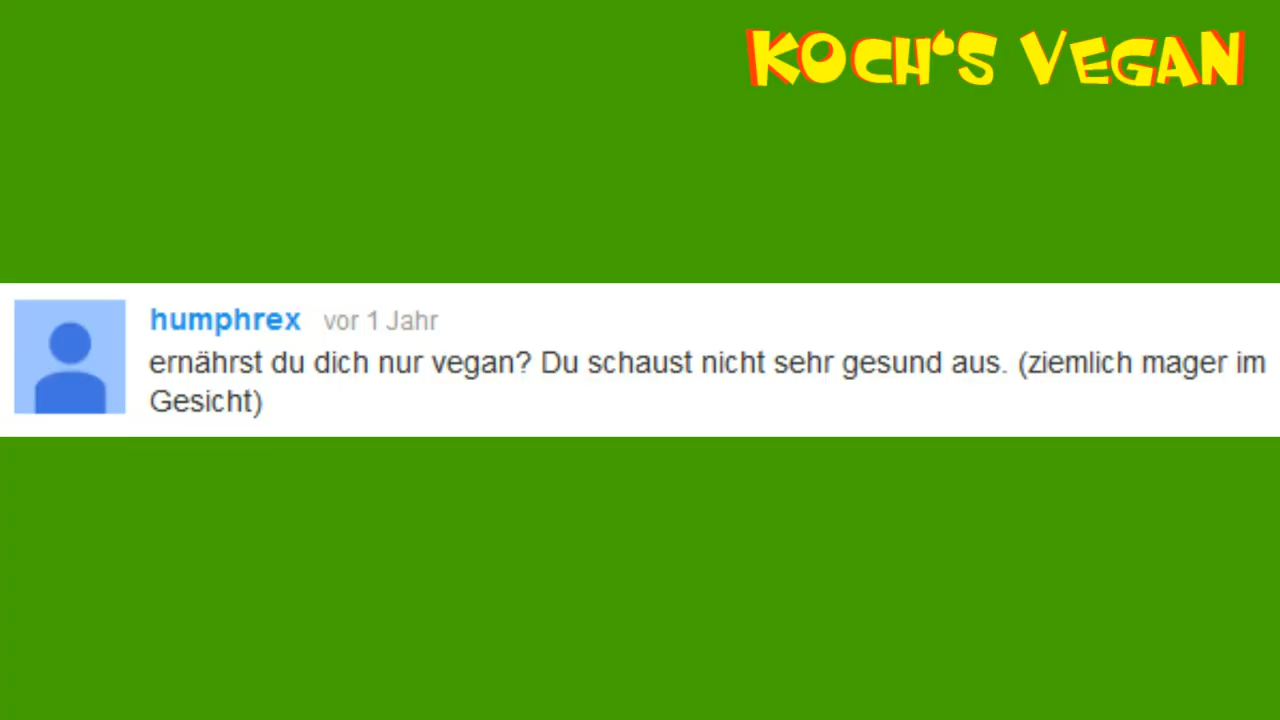 KOCH‘S VEGAN
humphrex vor 1 Jahr
ernährst du dich nur vegan? Du schaust nicht sehr gesund aus. (ziemlich mager im
Gesicht)